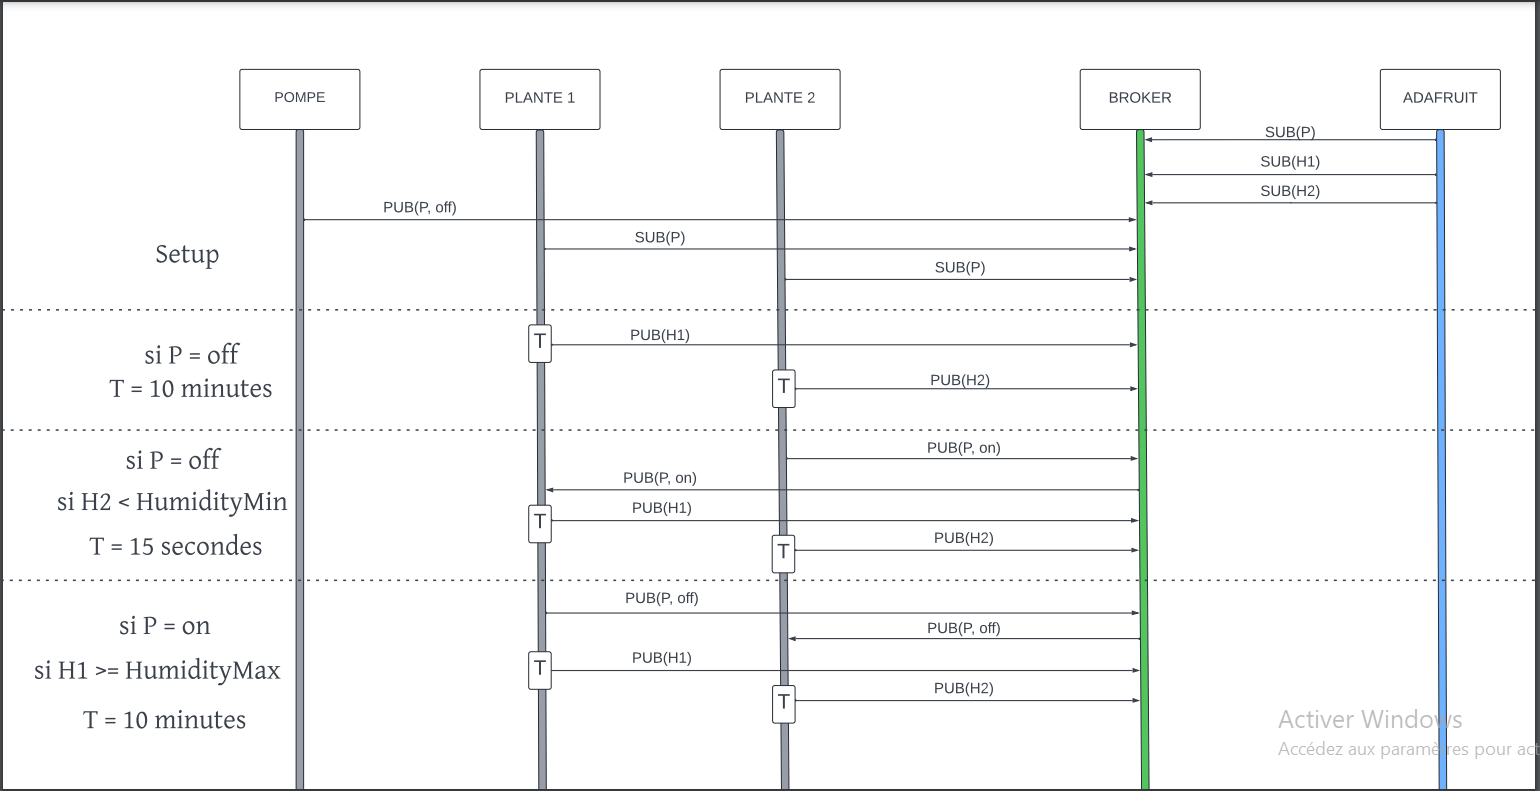 POMPE
PLANTE 1
PLANTE 2
BROKER
ADAFRUIT
SUB(P)
SUB(H1)
SUB(H2)
PUB(P, off)
SUB(P)
Setup
SUB(P)
PUB(H1)
si P = off
T
PUB(H2)
T = 10 minutes
T
PUB(P, on)
si P = off
PUB(P, on)
si H2 < HumidityMin
PUB(H1)
T
PUB(H2)
T = 15 secondes
T
PUB(P, off)
si P = on
PUB(P, off)
PUB(H1)
si H1 >= HumidityMax
T
PUB(H2)
T
T = 10 minutes
Activer Windows
Accédez aux paramètres pour act